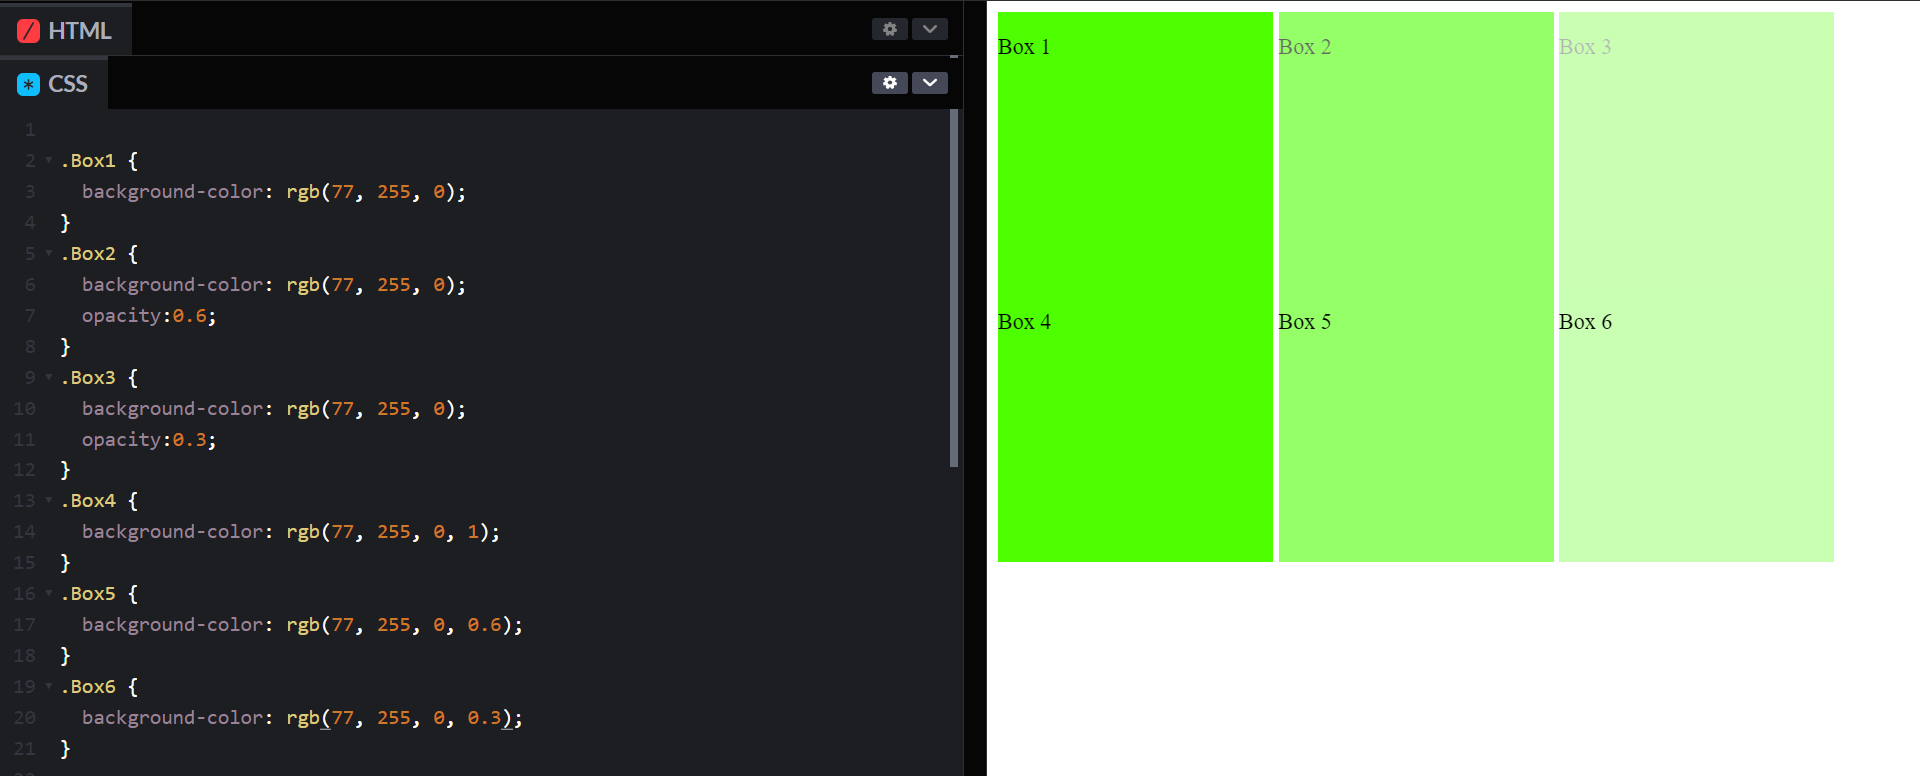 HTML
CSS
1
2 .Box1 {
3 background-color: rgb(77, 255, 0);
4 }
5 .Box2 {
6 background-color: rgb(77, 255, 0);
7 opacity:0.6;
8 }
9 .Box3 {
10 background-color: rgb(77, 255, 0);
11 opacity:0.3;
12 }
13 .Box4 {
14 background-color: rgb(77, 255, 0, 1);
15 }
16 .Box5 {
17 background-color: rgb(77, 255, 0, 0.6);
18 }
19 .Box6 {
20 background-color: rgb(77, 255, 0, 0.3);
21 }
Box 1 Box 2 Box 3
Box 4 Box 5 Box 6